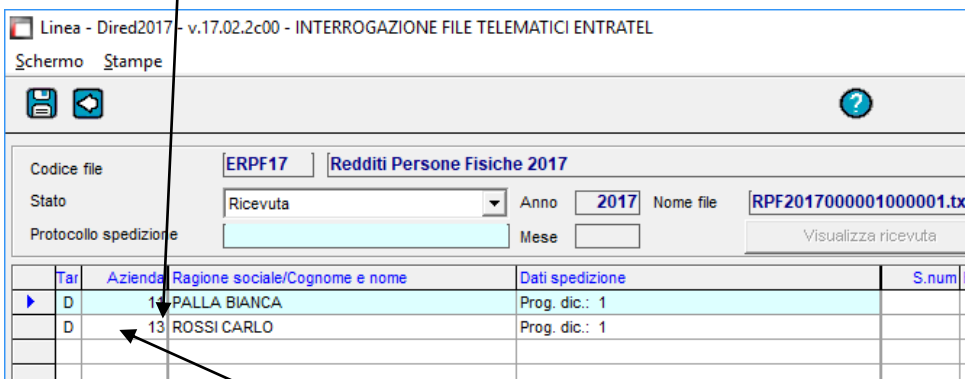 Linea - Dired2017 - v.17.02.2c00 - INTERROGAZIONE FILE TELEMATICI ENTRATEL
Schermo Stampe
?
Codice file ERPF17 Redditi Persone Fisiche 2017
Stato Ricevuta Anno 2017 Nome file RPF2017000001000001.tx
Protocollo spedizione Mese Visualizza ricevuta
Tar Azienda Ragione sociale/Cognome e nome Dati spedizione S.num
D 11 PALLA BIANCA Prog. dic.: 1
D 13 ROSSI CARLO Prog. dic.: 1